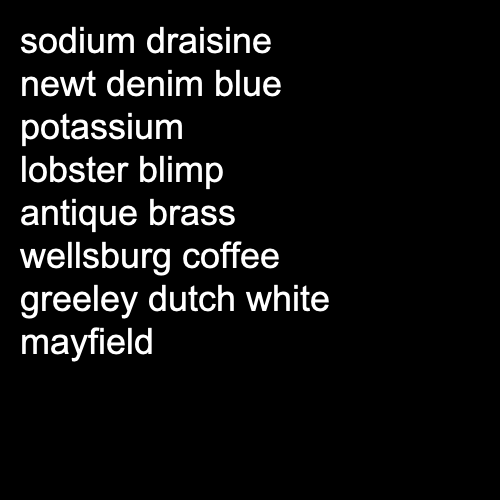 sodium draisine
newt denim blue
potassium
lobster blimp
antique brass
wellsburg coffee
greeley dutch white
mayfield